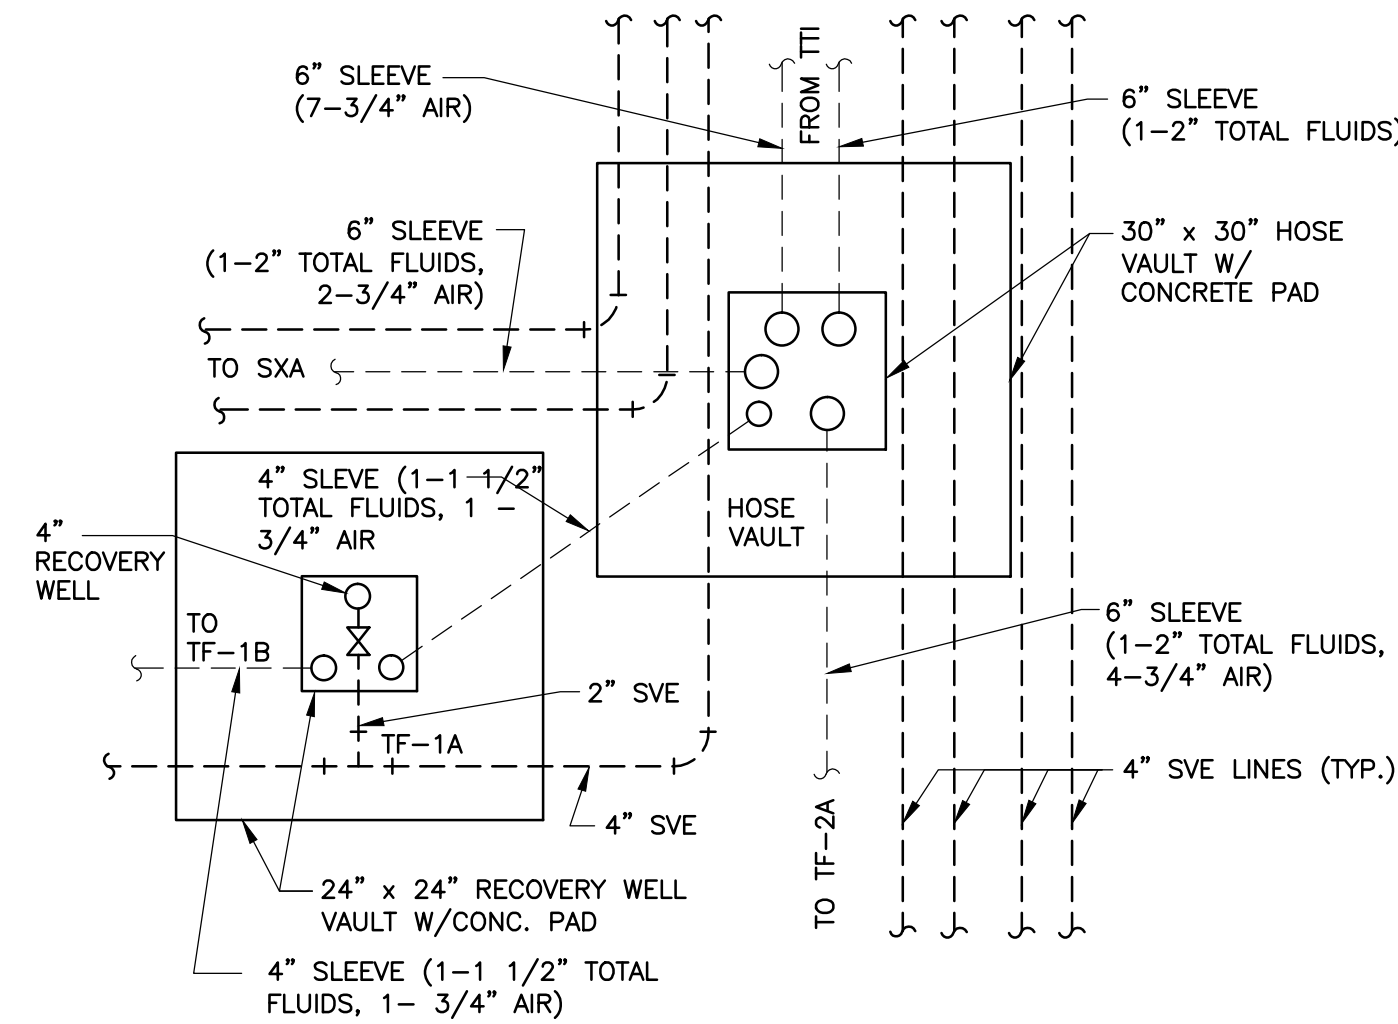 6” SLEEVE
(7-3/4” AIR)
FROM TTI
6” SLEEVE
(1-2” TOTAL FLUIDS)
6” SLEEVE
(1-2” TOTAL FLUIDS,
2-3/4” AIR)
30” x 30” HOSE
VAULT W/
CONCRETE PAD
TO SXA
4” SLEVE (1-1 1/2”
TOTAL FLUIDS, 1 -
3/4” AIR
HOSE
VAULT
4”
RECOVERY
WELL
TO
TF-1B
6” SLEEVE
(1-2” TOTAL FLUIDS,
4-3/4” AIR)
2” SVE
TF-1A
4” SVE LINES (TYP.)
4” SVE
TO TF-2A
24” x 24” RECOVERY WELL
VAULT W/CONC. PAD
4” SLEEVE (1-1 1/2” TOTAL
FLUIDS, 1- 3/4” AIR)